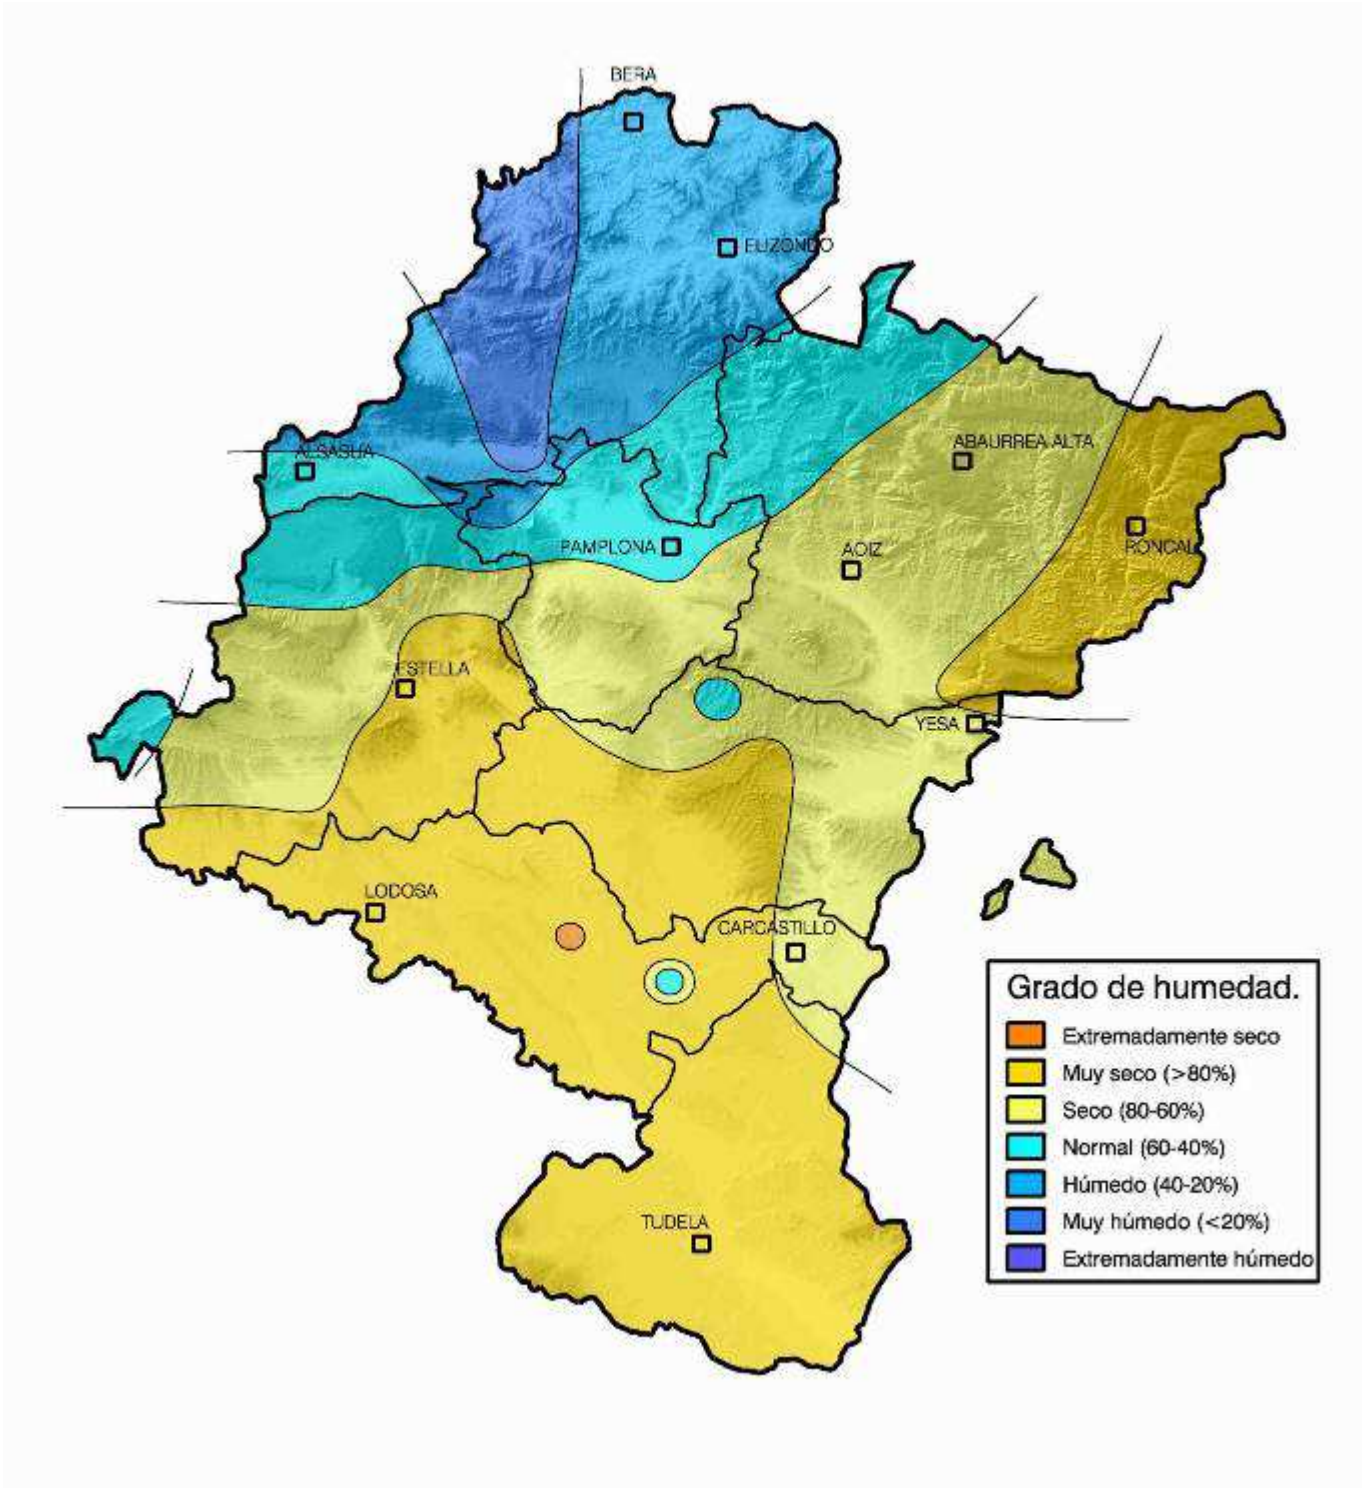 BERA
ELIZONDO
ABAURREA ALTA
ALSASUA
PAMPLONA
AOIZ
RONCAL
ESTELLA
YESA
LODOSA
CARCASTILLO
Grado de humedad.
Extremadamente seco
Muy seco (>80%)
Seco (80-60%)
Normal (60-40%)
Húmedo (40-20%)
Muy húmedo (<20%)
Extremadamente húmedo
TUDELA